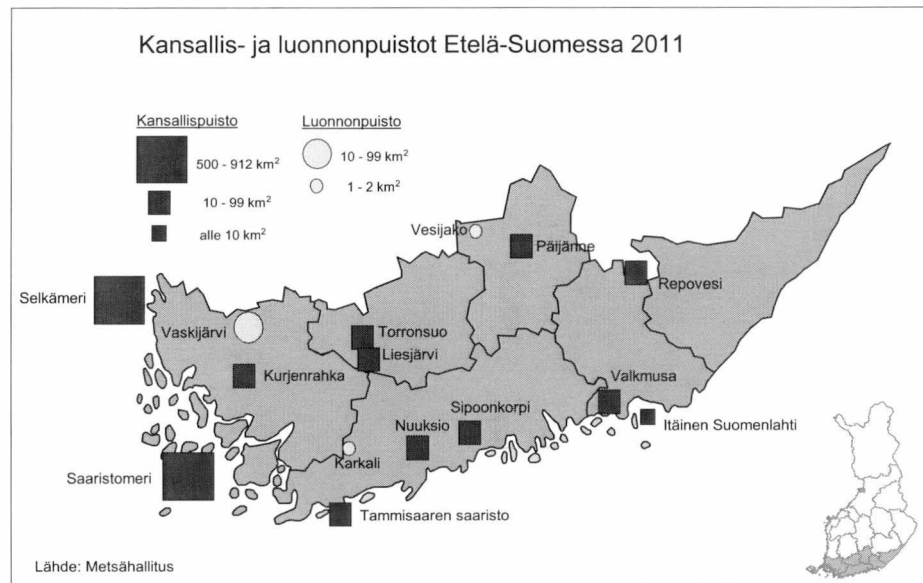 Kansallis- ja luonnonpuistot Etelä-Suomessa 2011
Kansallispuisto
500 - 912 km²
10 - 99 km²
alle 10 km²
Luonnonpuisto
10 - 99 km²
1 - 2 km²
Vesijako
Päijänne
Repovesi
Selkämeri
Vaskijärvi
Torronsuo
Liesjärvi
Kurjenrahka
Valkmusa
Sipoonkorpi
Itäinen Suomenlahti
Nuuksio
Karkali
Saaristomeri
Tammisaaren saaristo
Lähde: Metsähallitus